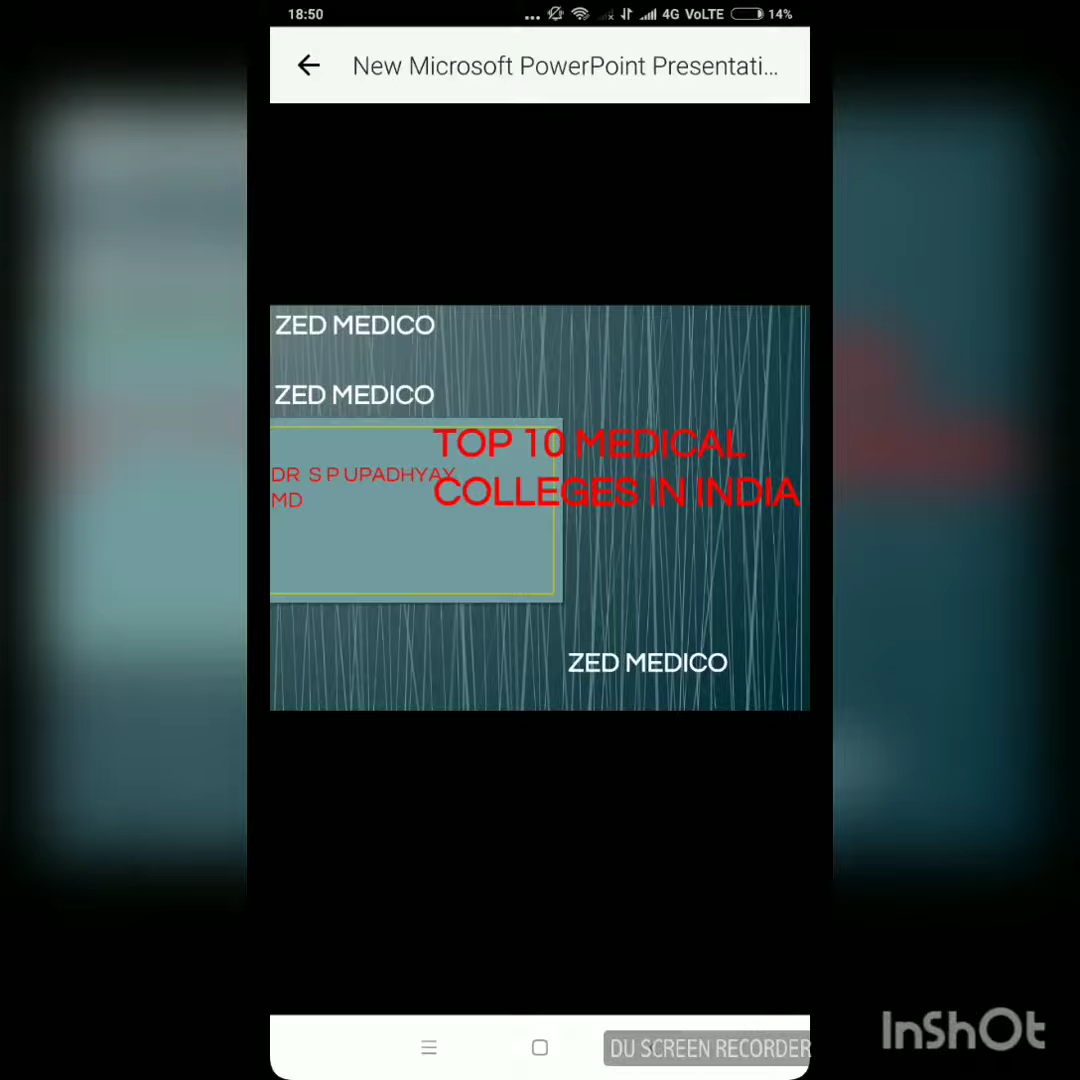 18:50 ... 4G VoLTE 14%
New Microsoft PowerPoint Presentati...
ZED MEDICO
ZED MEDICO
TOP 10 MEDICAL
COLLEGES IN INDIA
DR S P UPADHYAY
MD
ZED MEDICO
InShOt
DU SCREEN RECORDER